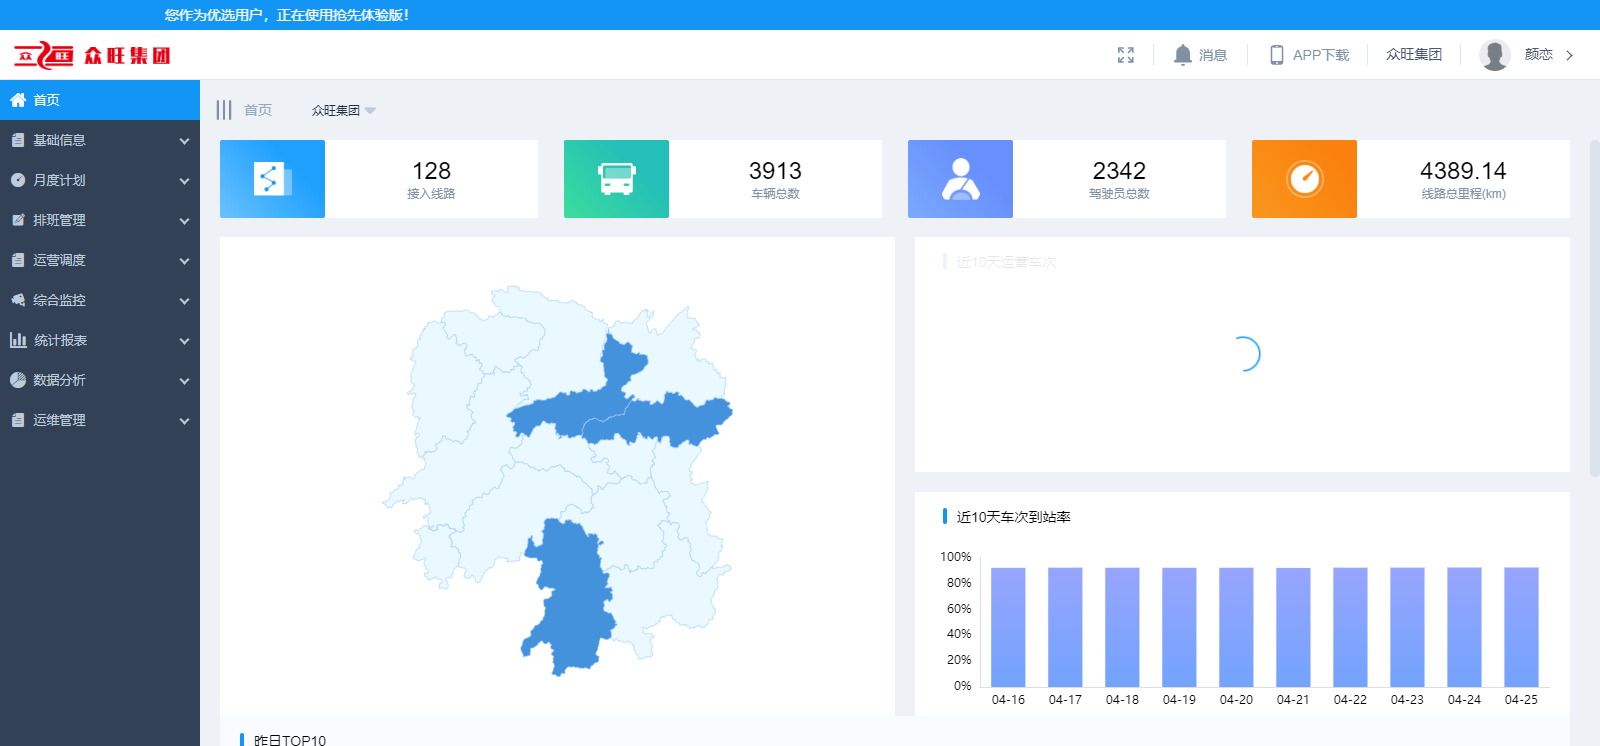 您作为优选用户，正在使用抢先体验版！
众旺 众旺集团
消息
APP下载
众旺集团
颜恋
首页
基础信息
月度计划
排班管理
运营调度
综合监控
统计报表
数据分析
运维管理
首页
众旺集团
128
接入线路
3913
车辆总数
2342
驾驶员总数
4389.14
线路总里程(km)
近10天运营车次
近10天车次到站率
100%
80%
60%
40%
20%
0%
04-16 04-17 04-18 04-19 04-20 04-21 04-22 04-23 04-24 04-25
昨日TOP10